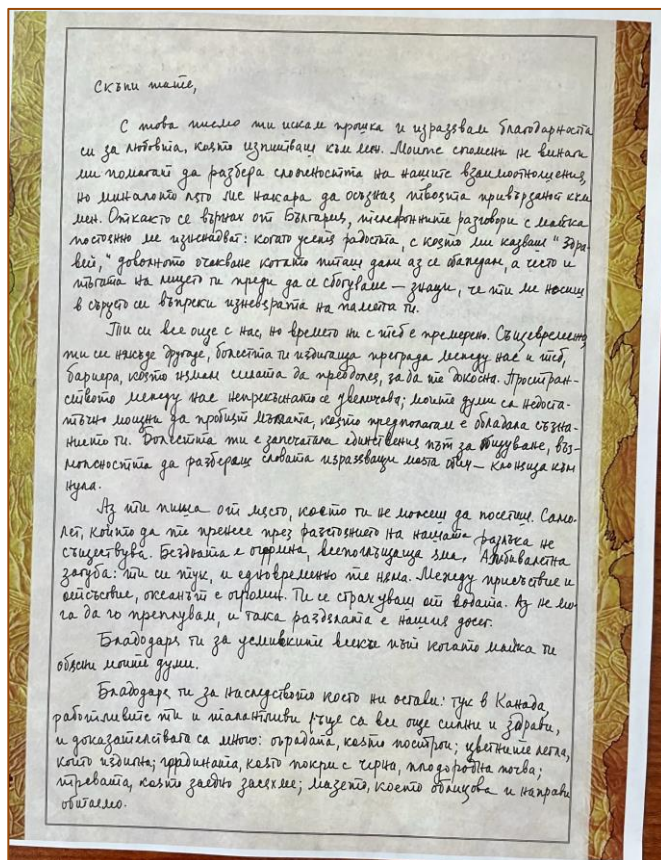 Скъпи тате,
С това писмо ти искам прошка и изразявам благодарността
си за любовта, която изпитваш към мен. Моите спомени не винаги
ми помагат да разбера сложността на нашите взаимоотношения,
но миналото лято ме накара да осъзная твоята привързаност към
мен. Откакто се върнах от България, телефонните разговори с майка
постоянно ме изненадват: когато усетя радостта, с която ми казваш "Здра-
вей," доволното очакване когато питаш дали аз се обаждам, а често и
тъгата на лицето ти преди да се сбогуваме – знаци, че ти ме носиш
в сърцето си въпреки изневярата на паметта ти.
Ти си все още с нас, но времето ни с теб е премерено. Същевременно,
ти си някъде другаде, болестта ти издигаща преграда между нас и теб,
бариера, която нямам силата да преодолея, за да те докосна. Простран-
ството между нас непрекъснато се увеличава; моите думи са недоста-
тъчно мощни да пробият мъглата, която предполагам е обладала съзна-
нието ти. Болестта ти е запечатала единствения път за общуване, въз-
можността да разбереш словата изразяващи моята обич – клоняща към
нула.
Аз ти пиша от място, което ти не можеш да посетиш. Само-
лет, който да те пренесе през разстоянието на нашата разлъка не
съществува. Бездната е огромна, всепоглъщаща зима. Амбивалентна
загуба: ти си тук, и едновременно те няма. Между присъствие и
отсъствие, океанът е огромен. Ти се страхуваш от водата. Аз не мо-
га да го преплувам, и така раздялата е нашия досег.
Благодаря ти за усмивките всеки път когато майка ти
обясни моите думи.
Благодаря ти за наследството което ни остави: тук в Канада,
работливите ти и талантливи ръце са все още силни и здрави,
и доказателствата са много: оградата, която построи; цветните легла,
които издигна; градината, която покри с черна, плодородна почва;
тревата, която заедно засяхме; мазето, което облицова и направи
обитаемо.